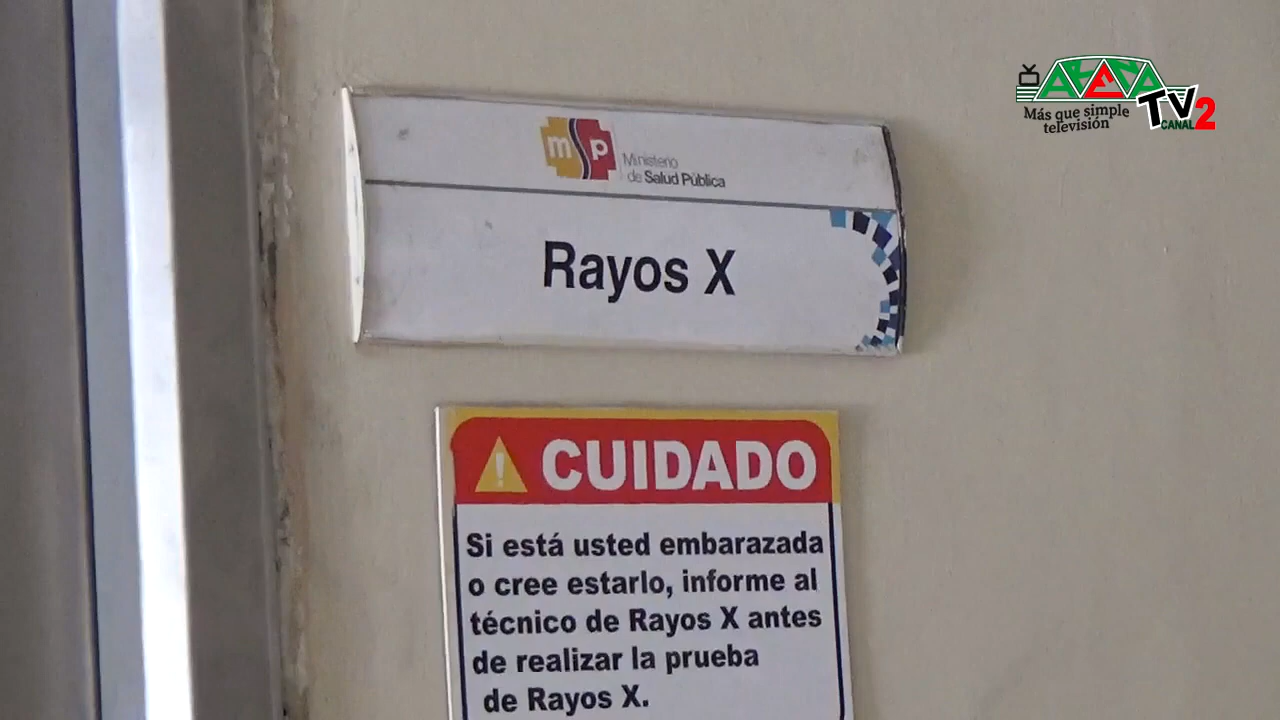 ABACA TV 2
CANAL
Más que simple
televisión
msp
Ministerio
de Salud Pública
Rayos X
CUIDADO
Si está usted embarazada
o cree estarlo, informe al
técnico de Rayos X antes
de realizar la prueba
de Rayos X.